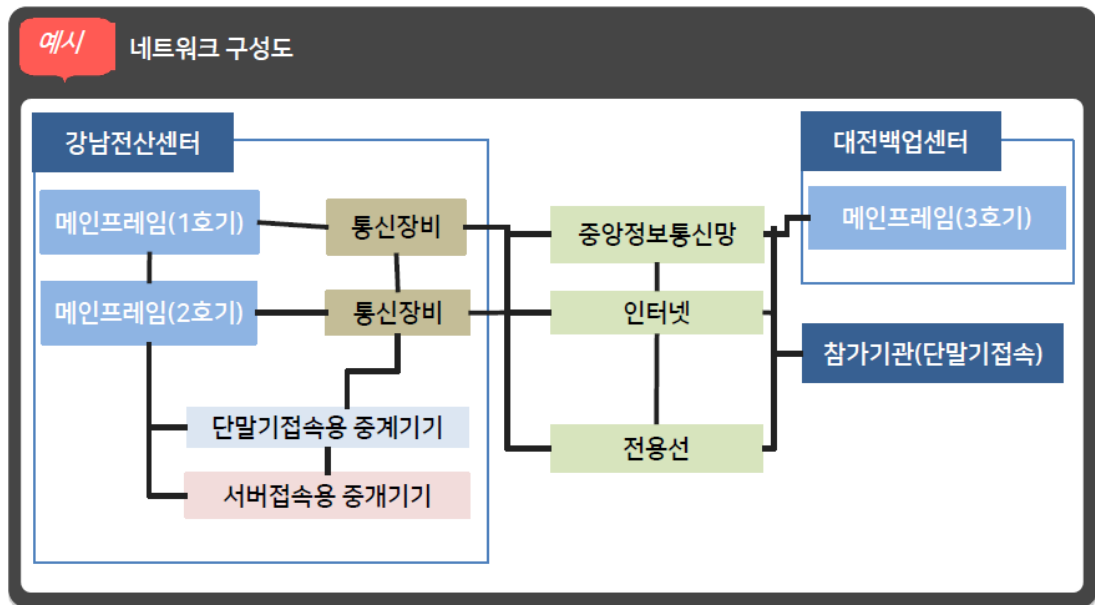 예시
네트워크 구성도
강남전산센터
대전백업센터
메인프레임(1호기)
통신장비
중앙정보통신망
메인프레임(3호기)
메인프레임(2호기)
통신장비
인터넷
참가기관(단말기접속)
단말기접속용 중계기기
전용선
서버접속용 중개기기